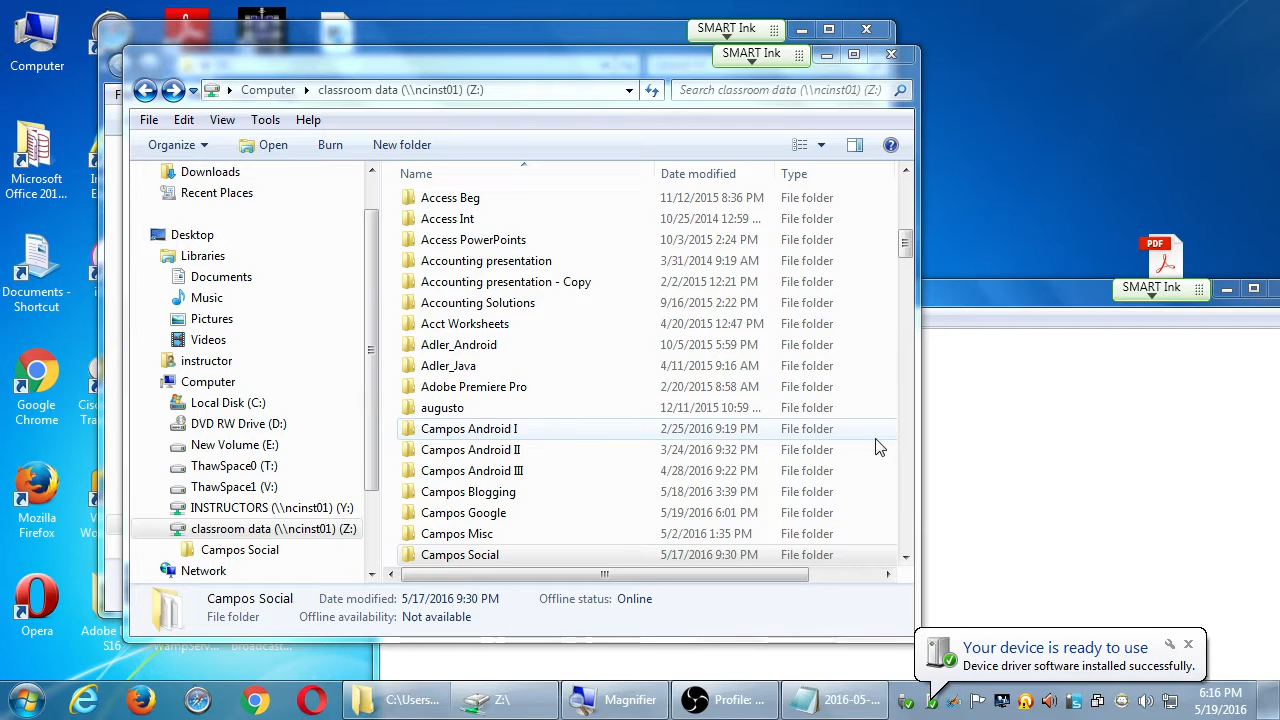 SMART Ink
SMART Ink
Computer
classroom data (\\ncinst01) (Z:)
Search classroom data (\\ncinst01) (Z:)
File
Edit
View
Tools
Help
Organize
Open
Burn
New folder
Name
Date modified
Type
Downloads
Recent Places
Desktop
Libraries
Documents
Music
Pictures
Videos
instructor
Computer
Local Disk (C:)
DVD RW Drive (D:)
New Volume (E:)
ThawSpace0 (T:)
ThawSpace1 (V:)
INSTRUCTORS (\\ncinst01) (Y:)
classroom data (\\ncinst01) (Z:)
Campos Social
Network
Access Beg 11/12/2015 8:36 PM File folder
Access Int 10/25/2014 12:59 ... File folder
Access PowerPoints 10/3/2015 2:24 PM File folder
Accounting presentation 3/31/2014 9:19 AM File folder
Accounting presentation - Copy 2/2/2015 12:21 PM File folder
Accounting Solutions 9/16/2015 2:22 PM File folder
Acct Worksheets 4/20/2015 12:47 PM File folder
Adler_Android 10/5/2015 5:59 PM File folder
Adler_Java 4/11/2015 9:16 AM File folder
Adobe Premiere Pro 2/20/2015 8:58 AM File folder
augusto 12/11/2015 10:59 ... File folder
Campos Android I 2/25/2016 9:19 PM File folder
Campos Android II 3/24/2016 9:32 PM File folder
Campos Android III 4/28/2016 9:22 PM File folder
Campos Blogging 5/18/2016 3:39 PM File folder
Campos Google 5/19/2016 6:01 PM File folder
Campos Misc 5/2/2016 1:35 PM File folder
Campos Social 5/17/2016 9:30 PM File folder
Campos Social Date modified: 5/17/2016 9:30 PM Offline status: Online
File folder Offline availability: Not available
Computer
Microsoft
Office 201...
Documents -
Shortcut
Google
Chrome
Mozilla
Firefox
Opera
PDF
SMART Ink
Your device is ready to use
Device driver software installed successfully.
C:\Users...
Z:\
Magnifier
Profile: ...
2016-05-...
6:16 PM
5/19/2016